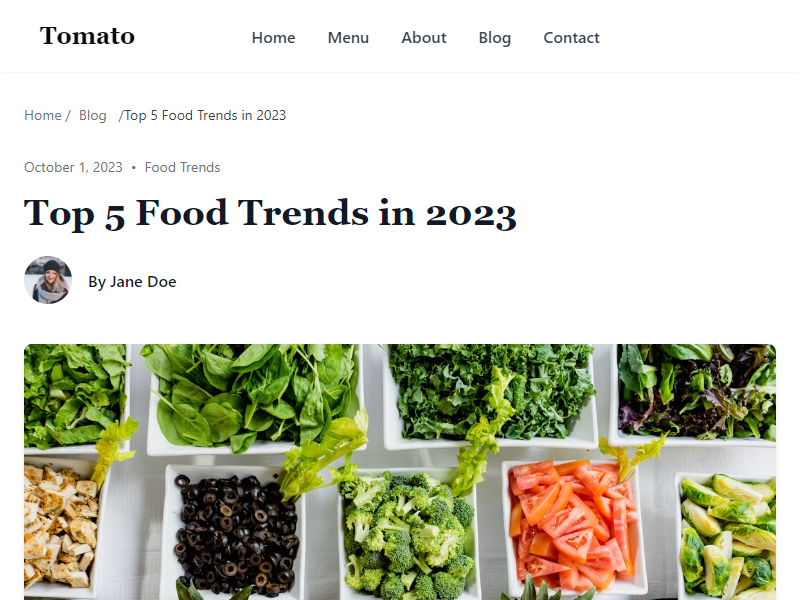 Tomato
Home Menu About Blog Contact
Home / Blog /Top 5 Food Trends in 2023
October 1, 2023 • Food Trends
Top 5 Food Trends in 2023
By Jane Doe